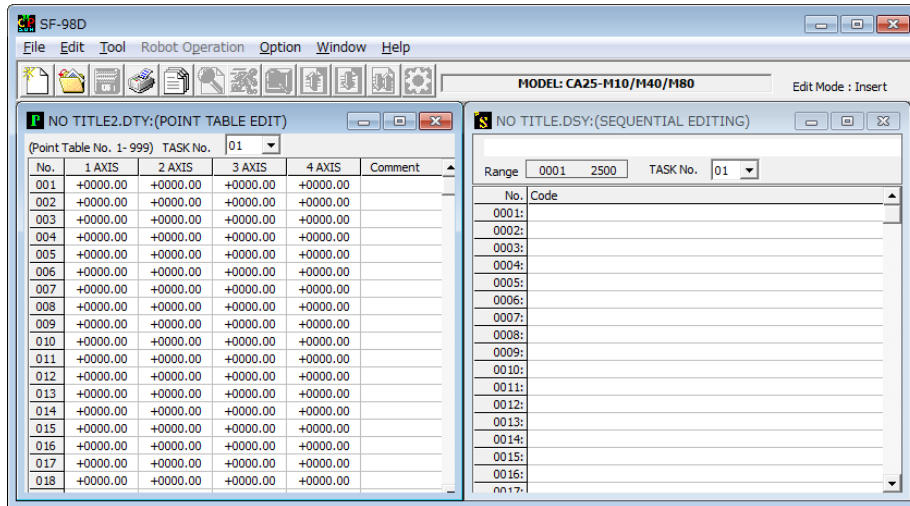 SF-98D
File Edit Tool Robot Operation Option Window Help
MODEL: CA25-M10/M40/M80
Edit Mode : Insert
NO TITLE2.DTY:(POINT TABLE EDIT)
(Point Table No. 1- 999) TASK No. 01
No. 1 AXIS 2 AXIS 3 AXIS 4 AXIS Comment
001 +0000.00 +0000.00 +0000.00 +0000.00
002 +0000.00 +0000.00 +0000.00 +0000.00
003 +0000.00 +0000.00 +0000.00 +0000.00
004 +0000.00 +0000.00 +0000.00 +0000.00
005 +0000.00 +0000.00 +0000.00 +0000.00
006 +0000.00 +0000.00 +0000.00 +0000.00
007 +0000.00 +0000.00 +0000.00 +0000.00
008 +0000.00 +0000.00 +0000.00 +0000.00
009 +0000.00 +0000.00 +0000.00 +0000.00
010 +0000.00 +0000.00 +0000.00 +0000.00
011 +0000.00 +0000.00 +0000.00 +0000.00
012 +0000.00 +0000.00 +0000.00 +0000.00
013 +0000.00 +0000.00 +0000.00 +0000.00
014 +0000.00 +0000.00 +0000.00 +0000.00
015 +0000.00 +0000.00 +0000.00 +0000.00
016 +0000.00 +0000.00 +0000.00 +0000.00
017 +0000.00 +0000.00 +0000.00 +0000.00
018 +0000.00 +0000.00 +0000.00 +0000.00
NO TITLE.DSY:(SEQUENTIAL EDITING)
Range 0001 2500 TASK No. 01
No. Code
0001:
0002:
0003:
0004:
0005:
0006:
0007:
0008:
0009:
0010:
0011:
0012:
0013:
0014:
0015:
0016:
0017: